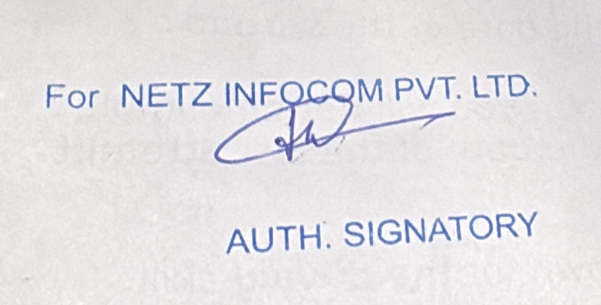 For NETZ INFOCOM PVT. LTD.
AUTH. SIGNATORY